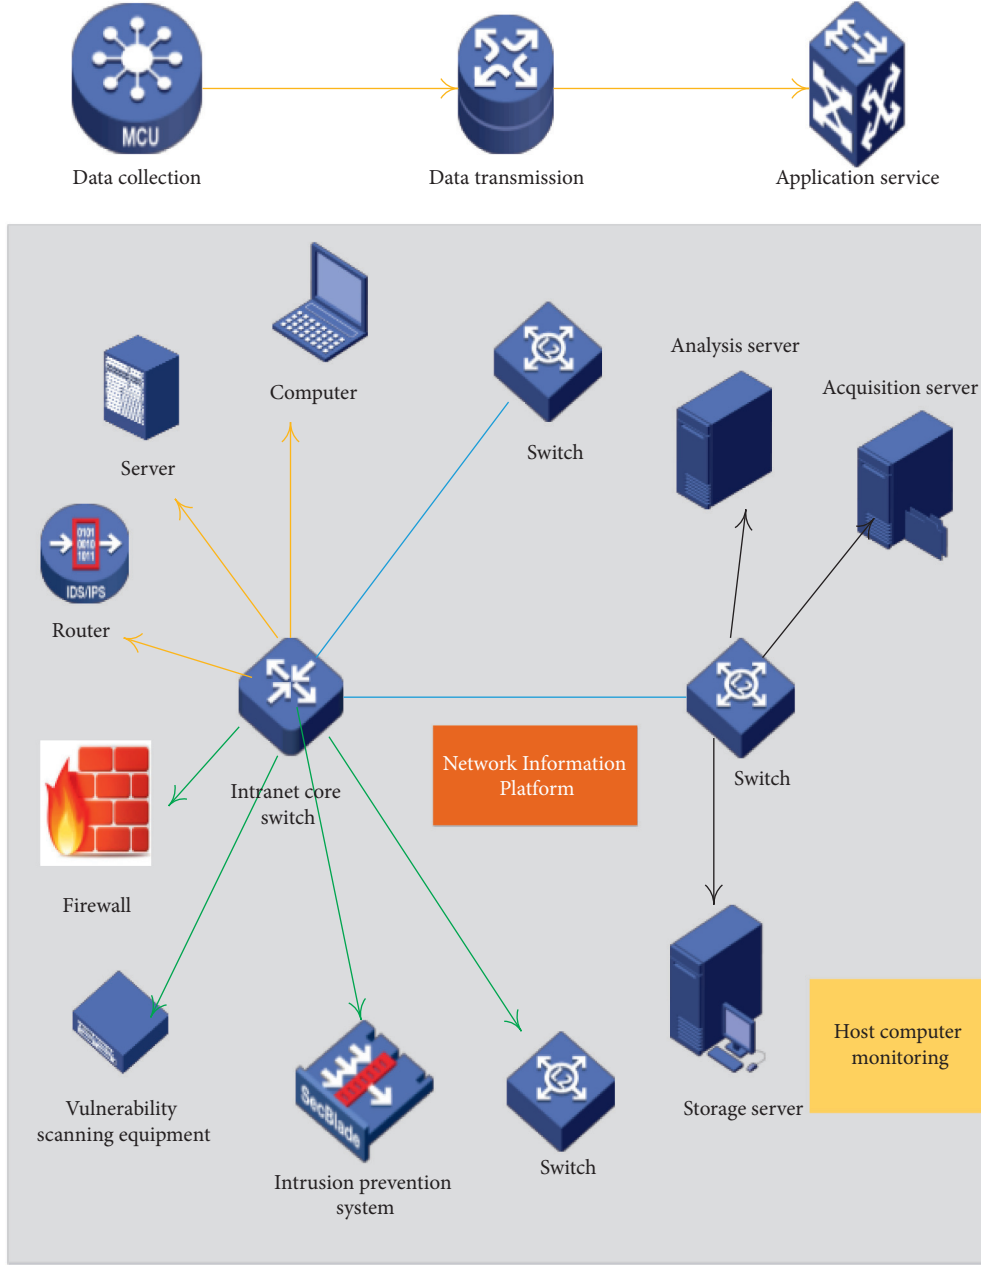 MCU
Data collection
Data transmission
Application service
Computer
Server
0101
0010
1011
IDS/IPS
Router
Switch
Analysis server
Acquisition server
Intranet core
switch
Network Information
Platform
Switch
Firewall
Vulnerability
scanning equipment
SecBlade
Intrusion prevention
system
Switch
Storage server
Host computer
monitoring